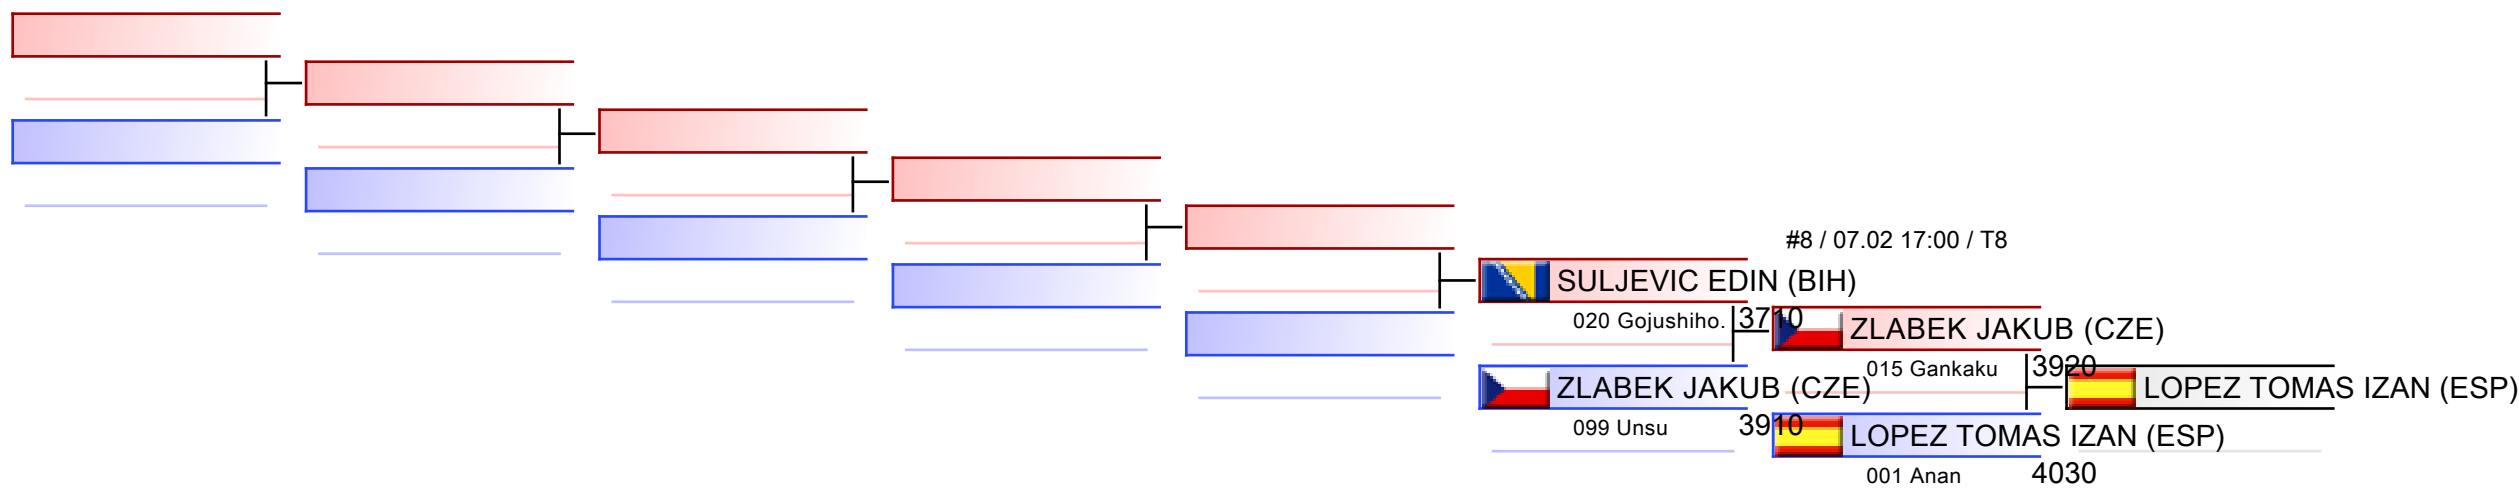 #8 / 07.02 17:00 / T8
SULJEVIC EDIN (BIH)
020 Gojushiho. 3710
ZLABEK JAKUB (CZE)
015 Gankaku 3920
ZLABEK JAKUB (CZE)
LOPEZ TOMAS IZAN (ESP)
099 Unsu 3910
LOPEZ TOMAS IZAN (ESP)
001 Anan 4030